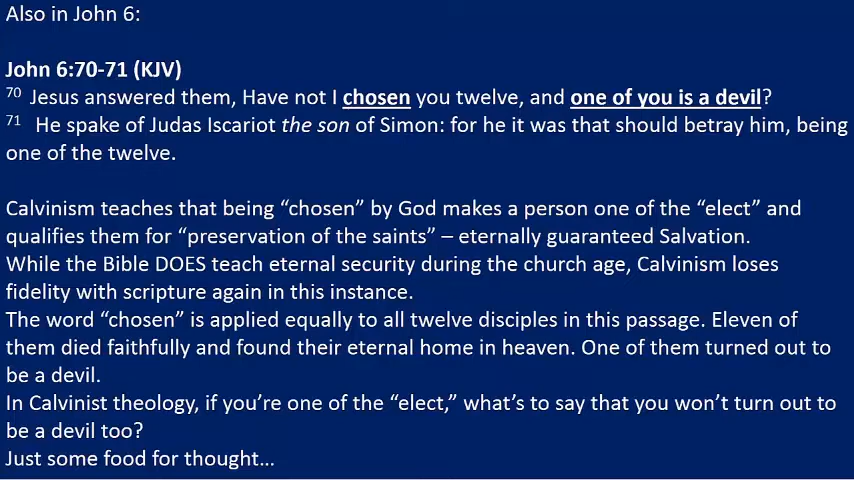 Also in John 6:
John 6:70-71 (KJV)
70 Jesus answered them, Have not I chosen you twelve, and one of you is a devil?
71 He spake of Judas Iscariot the son of Simon: for he it was that should betray him, being
one of the twelve.
Calvinism teaches that being “chosen” by God makes a person one of the “elect” and
qualifies them for “preservation of the saints” – eternally guaranteed Salvation.
While the Bible DOES teach eternal security during the church age, Calvinism loses
fidelity with scripture again in this instance.
The word “chosen” is applied equally to all twelve disciples in this passage. Eleven of
them died faithfully and found their eternal home in heaven. One of them turned out to
be a devil.
In Calvinist theology, if you’re one of the “elect,” what’s to say that you won’t turn out to
be a devil too?
Just some food for thought…